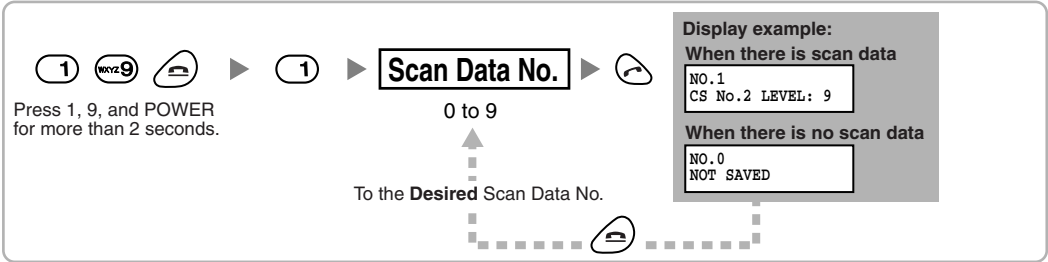 1) wxyz9 1) Scan Data No.
Press 1, 9, and POWER
for more than 2 seconds.
0 to 9
To the Desired Scan Data No.
Display example:
When there is scan data
NO.1
CS No.2 LEVEL: 9
When there is no scan data
NO.0
NOT SAVED